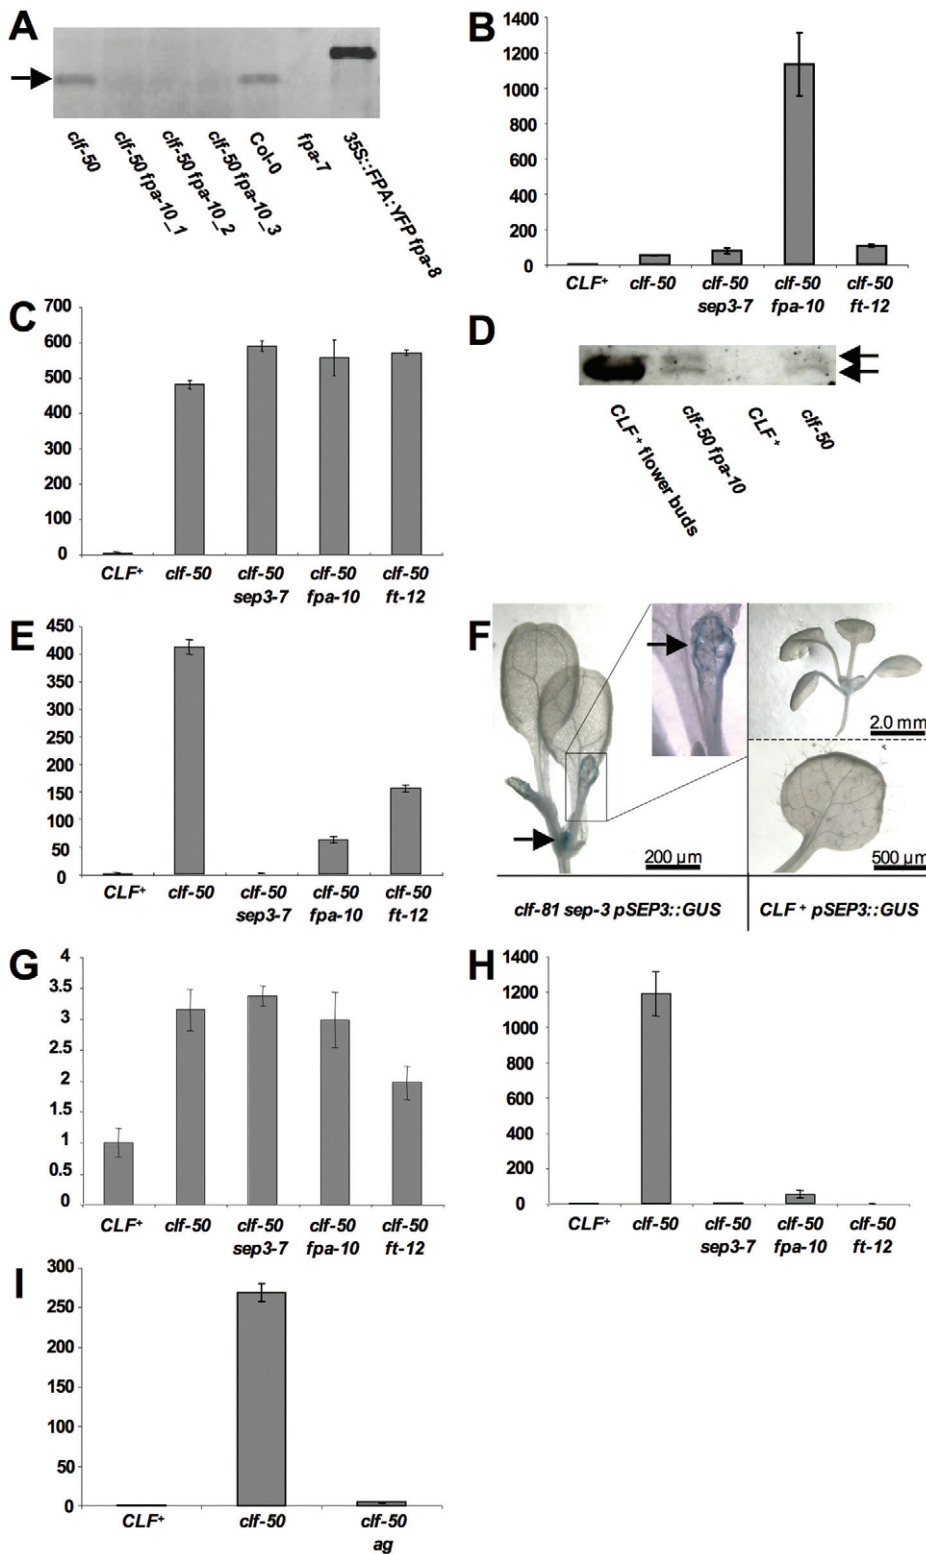 A
clf-50
clf-50 fpa-10_1
clf-50 fpa-10_2
clf-50 fpa-10_3
Col-0
fpa-7
35S::FPA:YFP fpa-8
B
1400
1200
1000
800
600
400
200
0
CLF+ clf-50 clf-50 clf-50 clf-50
sep3-7 fpa-10 ft-12
C
700
600
500
400
300
200
100
0
CLF+ clf-50 clf-50 clf-50 clf-50
sep3-7 fpa-10 ft-12
D
CLF+ flower buds
clf-50 fpa-10
CLF+
clf-50
E
450
400
350
300
250
200
150
100
50
0
CLF+ clf-50 clf-50 clf-50 clf-50
sep3-7 fpa-10 ft-12
F
2.0 mm
200 µm
500 µm
clf-81 sep-3 pSEP3::GUS
CLF+ pSEP3::GUS
G
4
3.5
3
2.5
2
1.5
1
0.5
0
CLF+ clf-50 clf-50 clf-50 clf-50
sep3-7 fpa-10 ft-12
H
1400
1200
1000
800
600
400
200
0
CLF+ clf-50 clf-50 clf-50 clf-50
sep3-7 fpa-10 ft-12
I
300
250
200
150
100
50
0
CLF+ clf-50 clf-50
ag